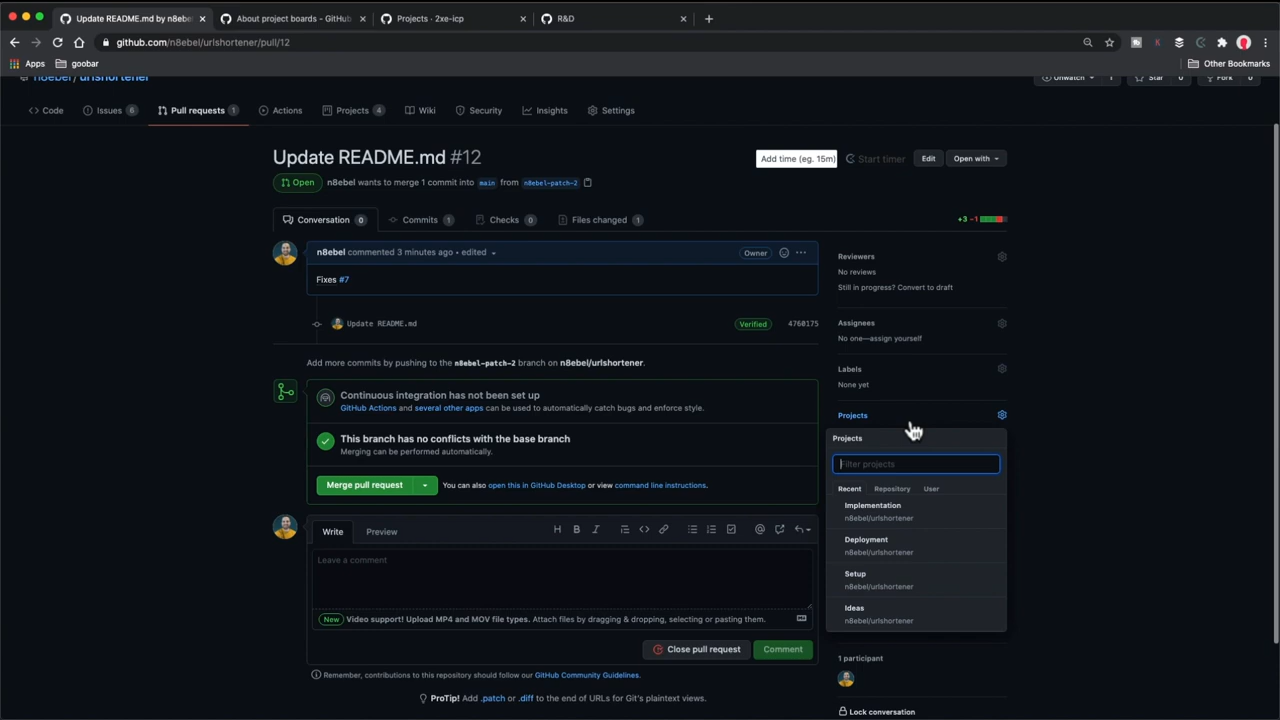 Update README.md by n8ebel
About project boards - GitHub
Projects · 2xe-icp
R&D
github.com/n8ebel/urlshortener/pull/12
Apps
goobar
Other Bookmarks
n8ebel/urlshortener
Unwatch 1
Star 0
Fork 0
Code
Issues 6
Pull requests 1
Actions
Projects 4
Wiki
Security
Insights
Settings
Update README.md #12
Add time (eg. 15m)
Start timer
Edit
Open with
Open
n8ebel wants to merge 1 commit into main from n8ebel-patch-2
Conversation 0
Commits 1
Checks 0
Files changed 1
+3 −1
n8ebel commented 3 minutes ago • edited
Owner
Fixes #7
Update README.md
Verified
4760175
Add more commits by pushing to the n8ebel-patch-2 branch on n8ebel/urlshortener.
Continuous integration has not been set up
GitHub Actions and several other apps can be used to automatically catch bugs and enforce style.
This branch has no conflicts with the base branch
Merging can be performed automatically.
Merge pull request
You can also open this in GitHub Desktop or view command line instructions.
Write
Preview
H B I
Leave a comment
New Video support! Upload MP4 and MOV file types. Attach files by dragging & dropping, selecting or pasting them.
Close pull request
Comment
Remember, contributions to this repository should follow our GitHub Community Guidelines.
ProTip! Add .patch or .diff to the end of URLs for Git's plaintext views.
Reviewers
No reviews
Still in progress? Convert to draft
Assignees
No one—assign yourself
Labels
None yet
Projects
Projects
Filter projects
Recent Repository User
Implementation
n8ebel/urlshortener
Deployment
n8ebel/urlshortener
Setup
n8ebel/urlshortener
Ideas
n8ebel/urlshortener
1 participant
Lock conversation